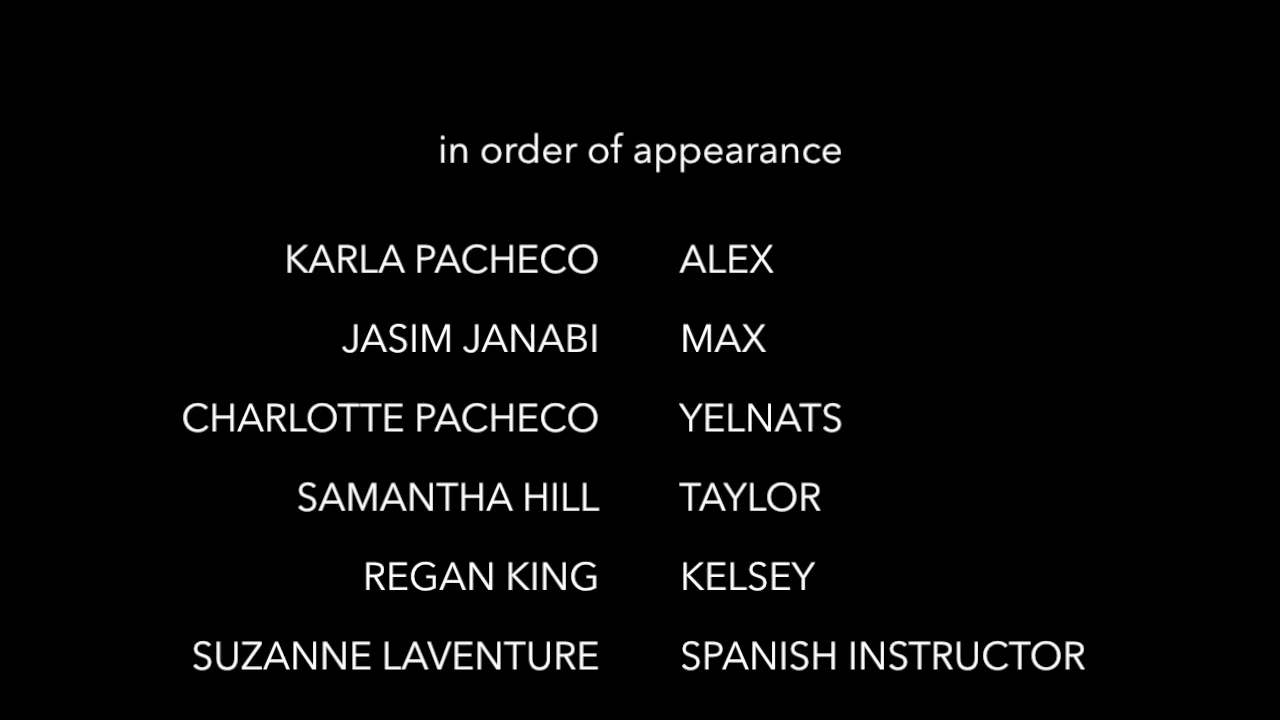 in order of appearance
KARLA PACHECO ALEX
JASIM JANABI MAX
CHARLOTTE PACHECO YELNATS
SAMANTHA HILL TAYLOR
REGAN KING KELSEY
SUZANNE LAVENTURE SPANISH INSTRUCTOR